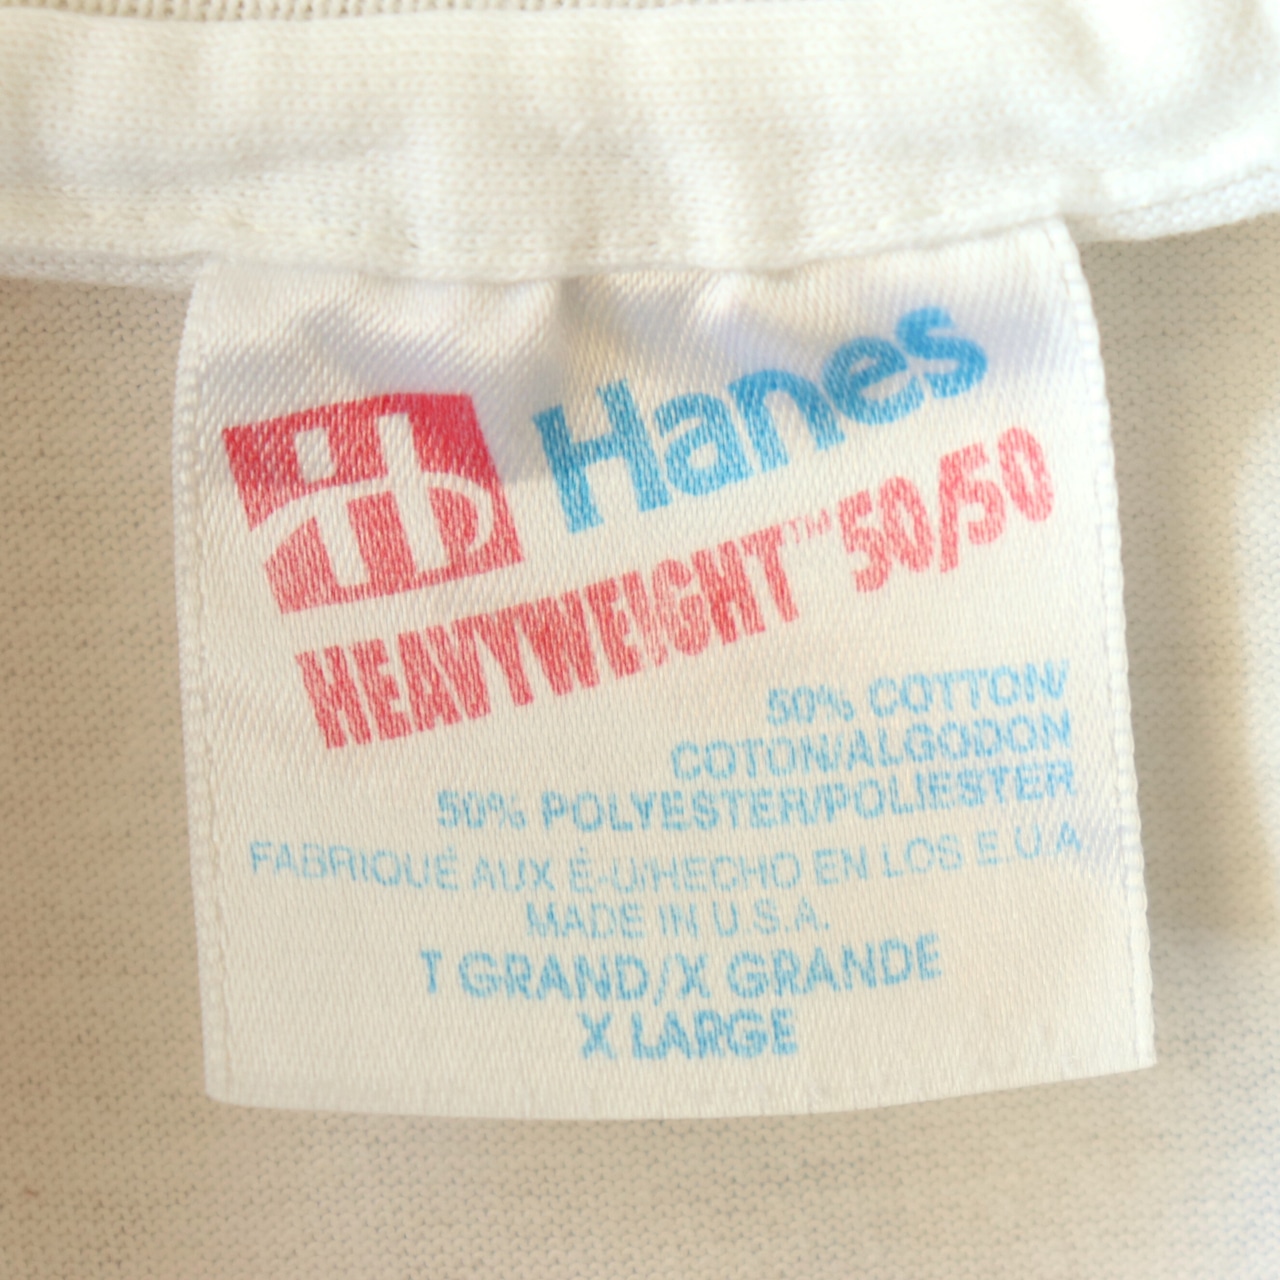 Hanes
HEAVYWEIGHT™ 50/50
50% COTTON/
COTON/ALGODON
50% POLYESTER/POLIESTER
FABRIQUÉ AUX É-U/HECHO EN LOS E.U.A.
MADE IN U.S.A.
T GRAND/X GRANDE
X LARGE